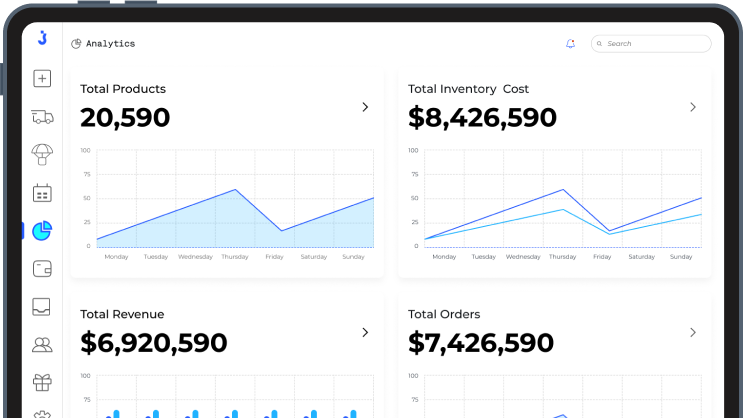 Analytics
Search
Total Products
20,590
100
75
50
25
0
Monday Tuesday Wednesday Thursday Friday Saturday Sunday
Total Inventory Cost
$8,426,590
100
75
50
25
0
Monday Tuesday Wednesday Thursday Friday Saturday Sunday
Total Revenue
$6,920,590
100
75
Total Orders
$7,426,590
100
75